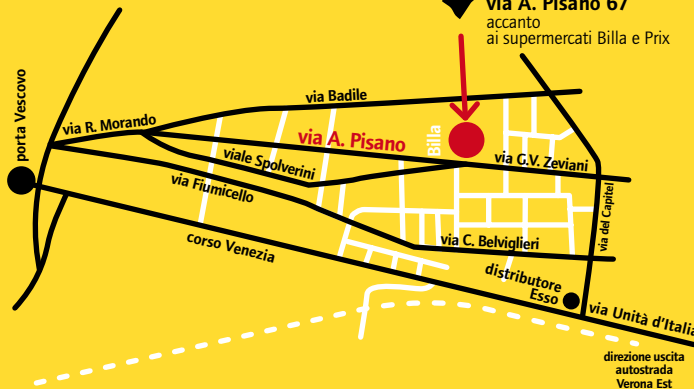 via A. Pisano 67
accanto
ai supermercati Billa e Prix
porta Vescovo
via R. Morando
via Badile
via A. Pisano
Billa
viale Spolverini
via G.V. Zeviani
via Fiumicello
via del Capitel
corso Venezia
via C. Belviglieri
distributore
Esso
via Unità d'Italia
direzione uscita
autostrada
Verona Est